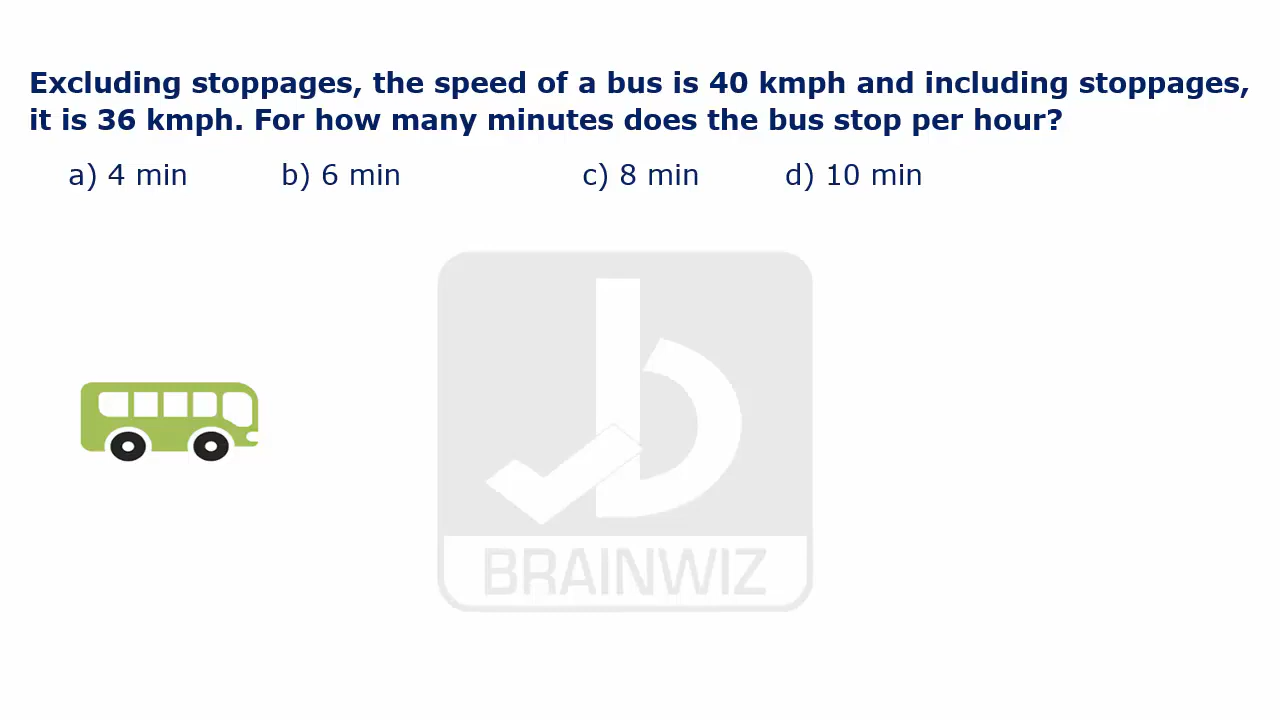 Excluding stoppages, the speed of a bus is 40 kmph and including stoppages,
it is 36 kmph. For how many minutes does the bus stop per hour?
a) 4 min b) 6 min c) 8 min d) 10 min
BRAINWIZ